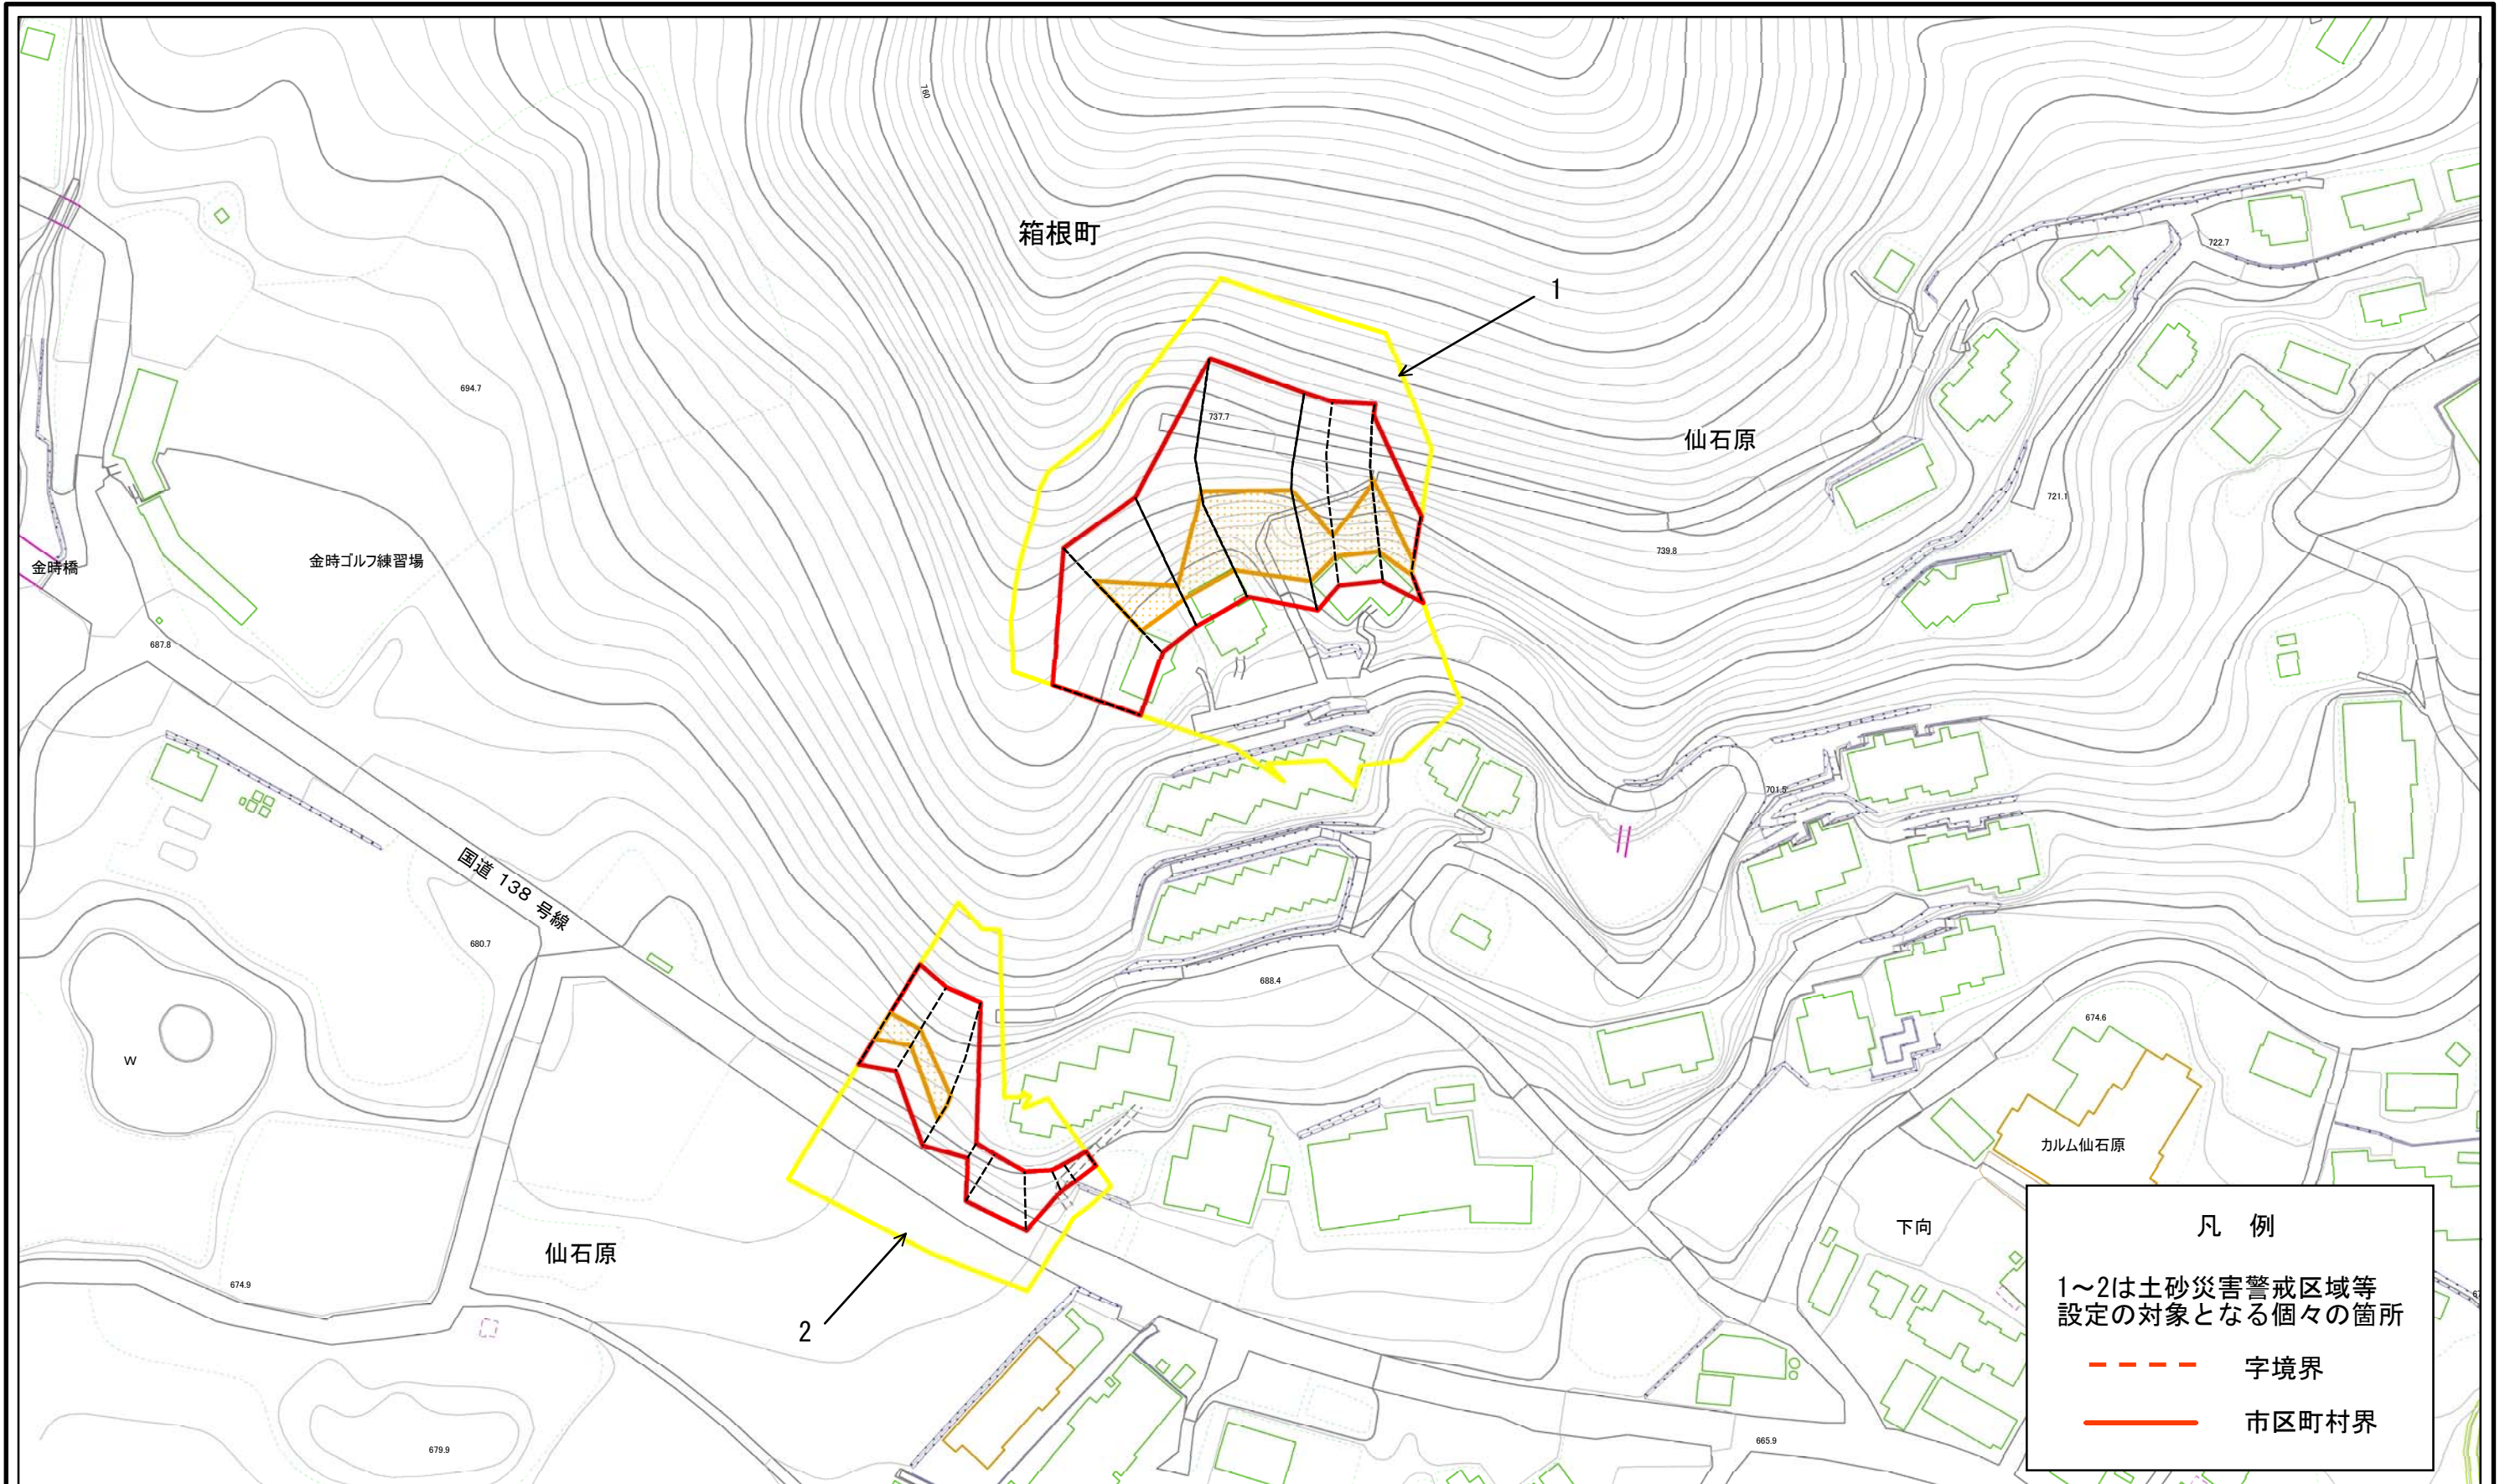 760
箱根町
1
722.7
694.7
737.7
仙石原
721.1
739.8
金時橋
金時ゴルフ練習場
687.8
701.5
国道 138 号線
680.7
688.4
W
674.6
カルム仙石原
下向
仙石原
2
674.9
679.9
665.9
凡 例
1～2は土砂災害警戒区域等
設定の対象となる個々の箇所
字境界
市区町村界